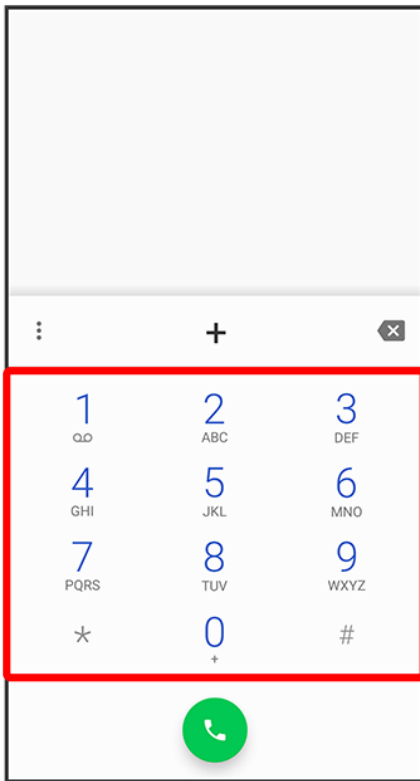 +
1 2 3
ABC DEF
4 5 6
GHI JKL MNO
7 8 9
PQRS TUV WXYZ
* 0 #
+